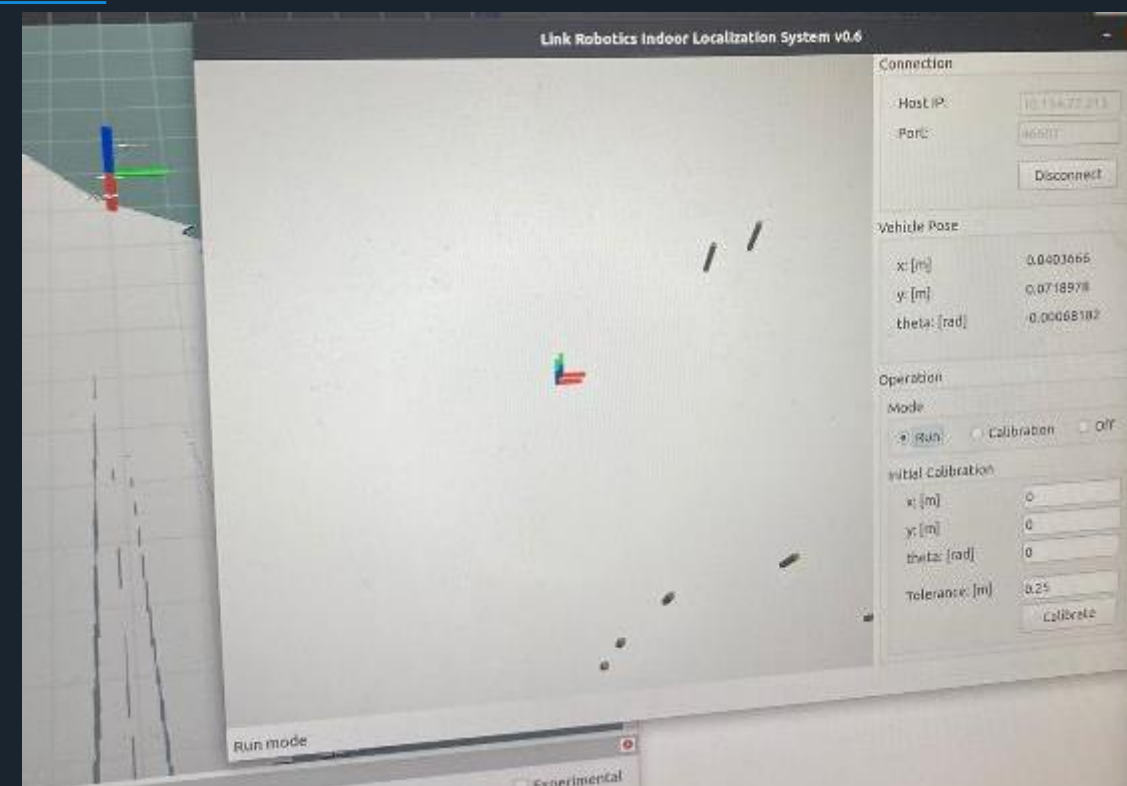 Link Robotics Indoor Localization System v0.6
Connection
Host IP:
Port:
Disconnect
Vehicle Pose
x: [m] 0.0403666
y: [m] 0.0718978
theta: [rad] -0.00068182
Operation
Mode
Run Calibration Off
Initial Calibration
x: [m] 0
y: [m] 0
theta: [rad] 0
Tolerance: [m] 0.25
Calibrate
Run mode
Experimental